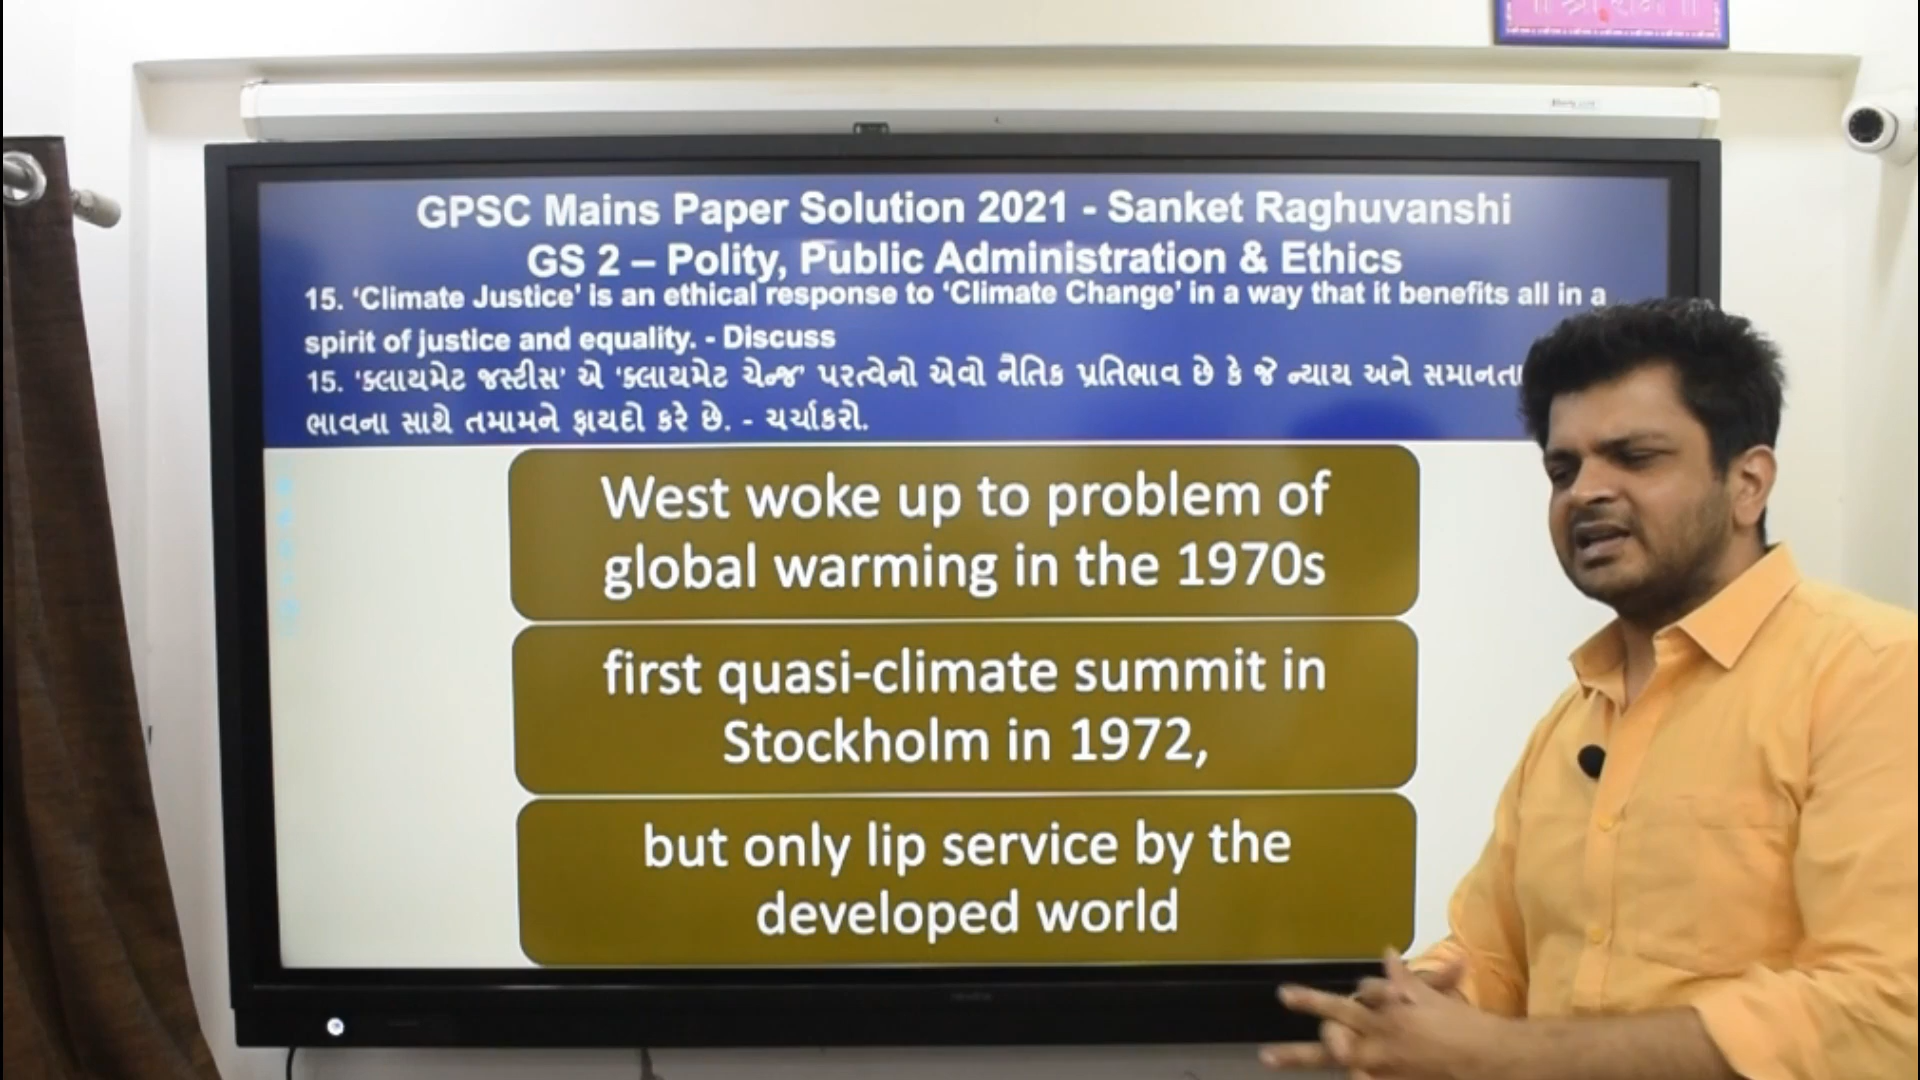 ॥ શ્રી રામ ॥
GPSC Mains Paper Solution 2021 - Sanket Raghuvanshi
GS 2 – Polity, Public Administration & Ethics
15. ‘Climate Justice’ is an ethical response to ‘Climate Change’ in a way that it benefits all in a
spirit of justice and equality. - Discuss
15. ‘ક્લાયમેટ જસ્ટીસ’ એ ‘ક્લાયમેટ ચેન્જ’ પરત્વેનો એવો નૈતિક પ્રતિભાવ છે કે જે ન્યાય અને સમાનતા
ભાવના સાથે તમામને ફાયદો કરે છે. - ચર્ચાકરો.
West woke up to problem of
global warming in the 1970s
first quasi-climate summit in
Stockholm in 1972,
but only lip service by the
developed world